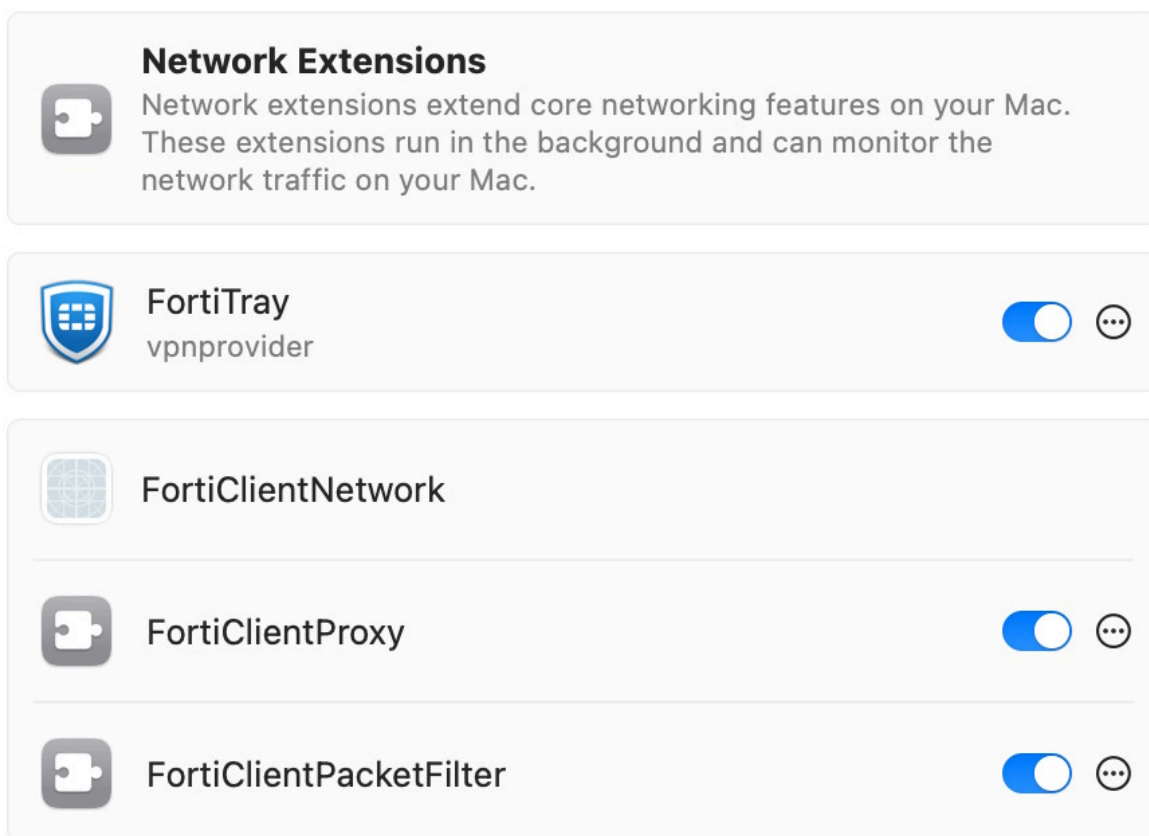 Network Extensions
Network extensions extend core networking features on your Mac.
These extensions run in the background and can monitor the
network traffic on your Mac.
FortiTray
vpnprovider
FortiClientNetwork
FortiClientProxy
FortiClientPacketFilter